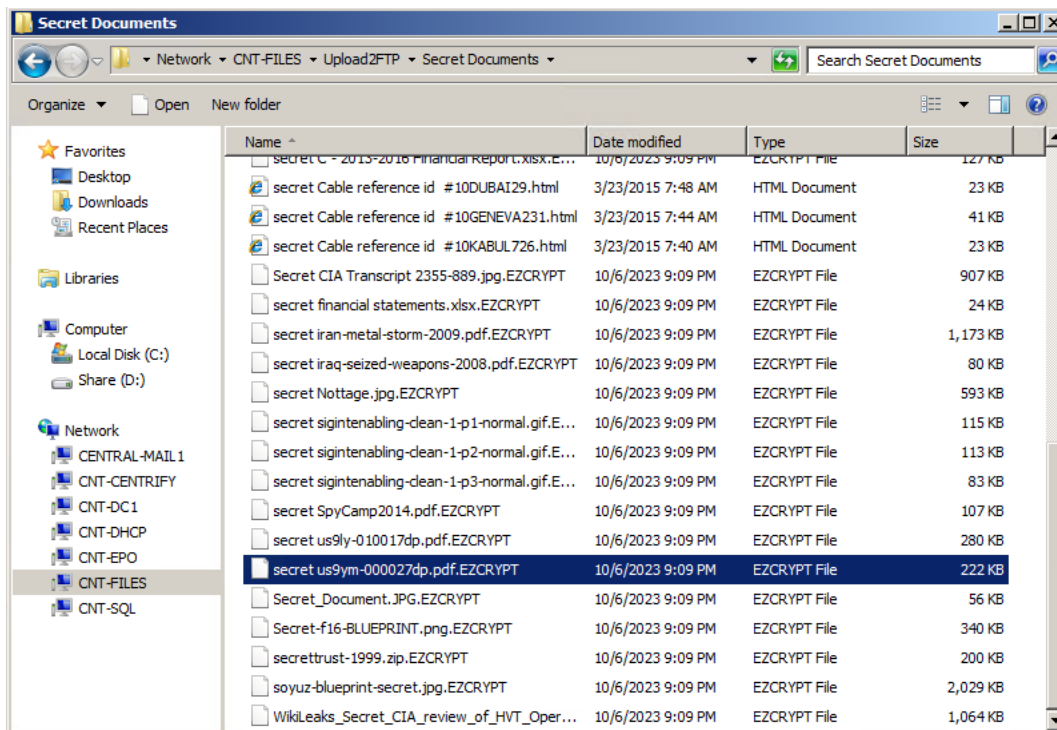 Secret Documents
Network CNT-FILES Upload2FTP Secret Documents
Search Secret Documents
Organize Open New folder
Favorites
Desktop
Downloads
Recent Places
Libraries
Computer
Local Disk (C:)
Share (D:)
Network
CENTRAL-MAIL1
CNT-CENTRIFY
CNT-DC1
CNT-DHCP
CNT-EPO
CNT-FILES
CNT-SQL
Name Date modified Type Size
secret C - 2013-2016 Financial Report.xlsx.E... 10/6/2023 9:09 PM EZCRYPT File 127 KB
secret Cable reference id #10DUBAI29.html 3/23/2015 7:48 AM HTML Document 23 KB
secret Cable reference id #10GENEVA231.html 3/23/2015 7:44 AM HTML Document 41 KB
secret Cable reference id #10KABUL726.html 3/23/2015 7:40 AM HTML Document 23 KB
Secret CIA Transcript 2355-889.jpg.EZCRYPT 10/6/2023 9:09 PM EZCRYPT File 907 KB
secret financial statements.xlsx.EZCRYPT 10/6/2023 9:09 PM EZCRYPT File 24 KB
secret iran-metal-storm-2009.pdf.EZCRYPT 10/6/2023 9:09 PM EZCRYPT File 1,173 KB
secret iraq-seized-weapons-2008.pdf.EZCRYPT 10/6/2023 9:09 PM EZCRYPT File 80 KB
secret Nottage.jpg.EZCRYPT 10/6/2023 9:09 PM EZCRYPT File 593 KB
secret sigintenabling-clean-1-p1-normal.gif.E... 10/6/2023 9:09 PM EZCRYPT File 115 KB
secret sigintenabling-clean-1-p2-normal.gif.E... 10/6/2023 9:09 PM EZCRYPT File 113 KB
secret sigintenabling-clean-1-p3-normal.gif.E... 10/6/2023 9:09 PM EZCRYPT File 83 KB
secret SpyCamp2014.pdf.EZCRYPT 10/6/2023 9:09 PM EZCRYPT File 107 KB
secret us9ly-010017dp.pdf.EZCRYPT 10/6/2023 9:09 PM EZCRYPT File 280 KB
secret us9ym-000027dp.pdf.EZCRYPT 10/6/2023 9:09 PM EZCRYPT File 222 KB
Secret_Document.JPG.EZCRYPT 10/6/2023 9:09 PM EZCRYPT File 56 KB
Secret-f16-BLUEPRINT.png.EZCRYPT 10/6/2023 9:09 PM EZCRYPT File 340 KB
secrettrust-1999.zip.EZCRYPT 10/6/2023 9:09 PM EZCRYPT File 200 KB
soyuz-blueprint-secret.jpg.EZCRYPT 10/6/2023 9:09 PM EZCRYPT File 2,029 KB
WikiLeaks_Secret_CIA_review_of_HVT_Oper... 10/6/2023 9:09 PM EZCRYPT File 1,064 KB